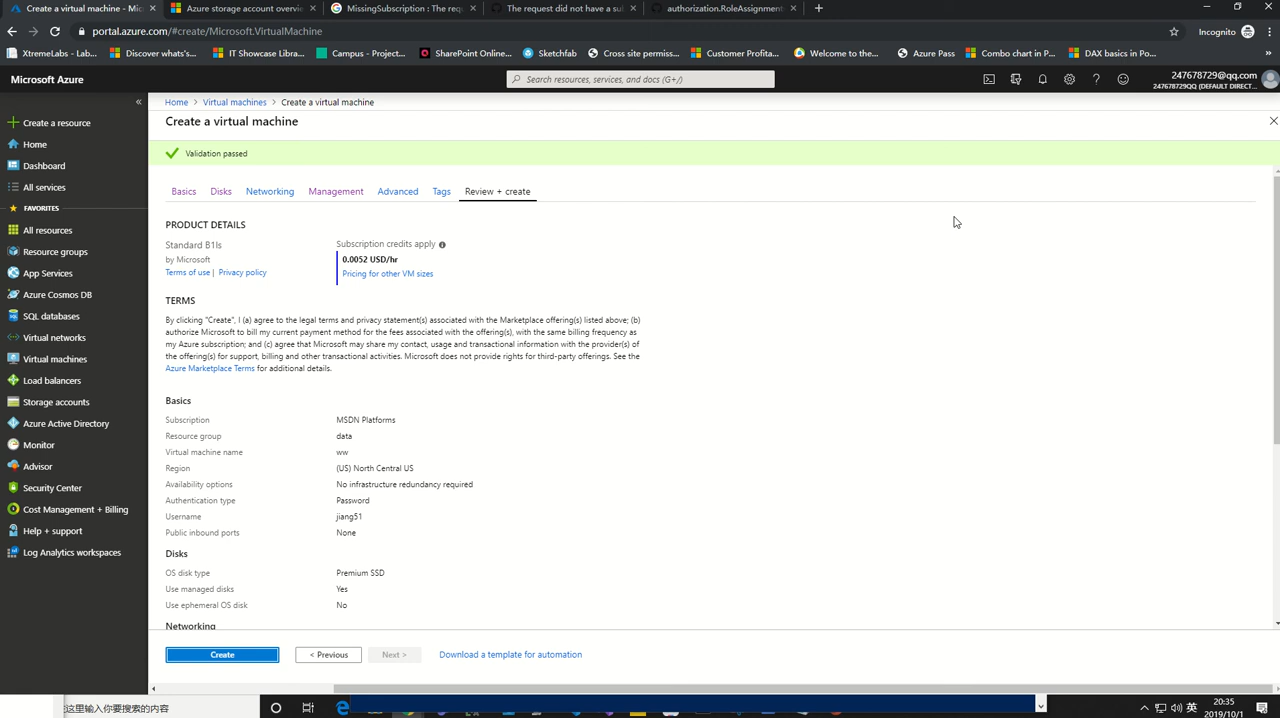 Create a virtual machine - Mic
Azure storage account overvie
MissingSubscription : The requ
The request did not have a sub
authorization.RoleAssignment
portal.azure.com/#create/Microsoft.VirtualMachine
Incognito
XtremeLabs - Power...
Discover what's...
IT Showcase Library...
Campus - Project...
SharePoint Online...
Sketchfab
Cross site permiss...
Customer Profita...
Welcome to the...
Azure Pass
Combo chart in P...
DAX basics in Po...
Microsoft Azure
Search resources, services, and docs (G+/)
247678729@qq.com
247678729QQ (DEFAULT DIRECT...
Home > Virtual machines > Create a virtual machine
Create a virtual machine
Validation passed
Basics Disks Networking Management Advanced Tags Review + create
Create a resource
Home
Dashboard
All services
FAVORITES
All resources
Resource groups
App Services
Azure Cosmos DB
SQL databases
Virtual networks
Virtual machines
Load balancers
Storage accounts
Azure Active Directory
Monitor
Advisor
Security Center
Cost Management + Billing
Help + support
Log Analytics workspaces
PRODUCT DETAILS
Standard B1ls
by Microsoft
Terms of use | Privacy policy
Subscription credits apply
0.0052 USD/hr
Pricing for other VM sizes
TERMS
By clicking "Create", I (a) agree to the legal terms and privacy statement(s) associated with the Marketplace offering(s) listed above; (b)
authorize Microsoft to bill my current payment method for the fees associated with the offering(s), with the same billing frequency as
my Azure subscription; and (c) agree that Microsoft may share my contact, usage and transactional information with the provider(s) of
the offering(s) for support, billing and other transactional activities. Microsoft does not provide rights for third-party offerings. See the
Azure Marketplace Terms for additional details.
Basics
Subscription MSDN Platforms
Resource group data
Virtual machine name ww
Region (US) North Central US
Availability options No infrastructure redundancy required
Authentication type Password
Username jiang51
Public inbound ports None
Disks
OS disk type Premium SSD
Use managed disks Yes
Use ephemeral OS disk No
Networking
Create
< Previous
Next >
Download a template for automation
这里输入你要搜索的内容
英
20:35
2019/10/1